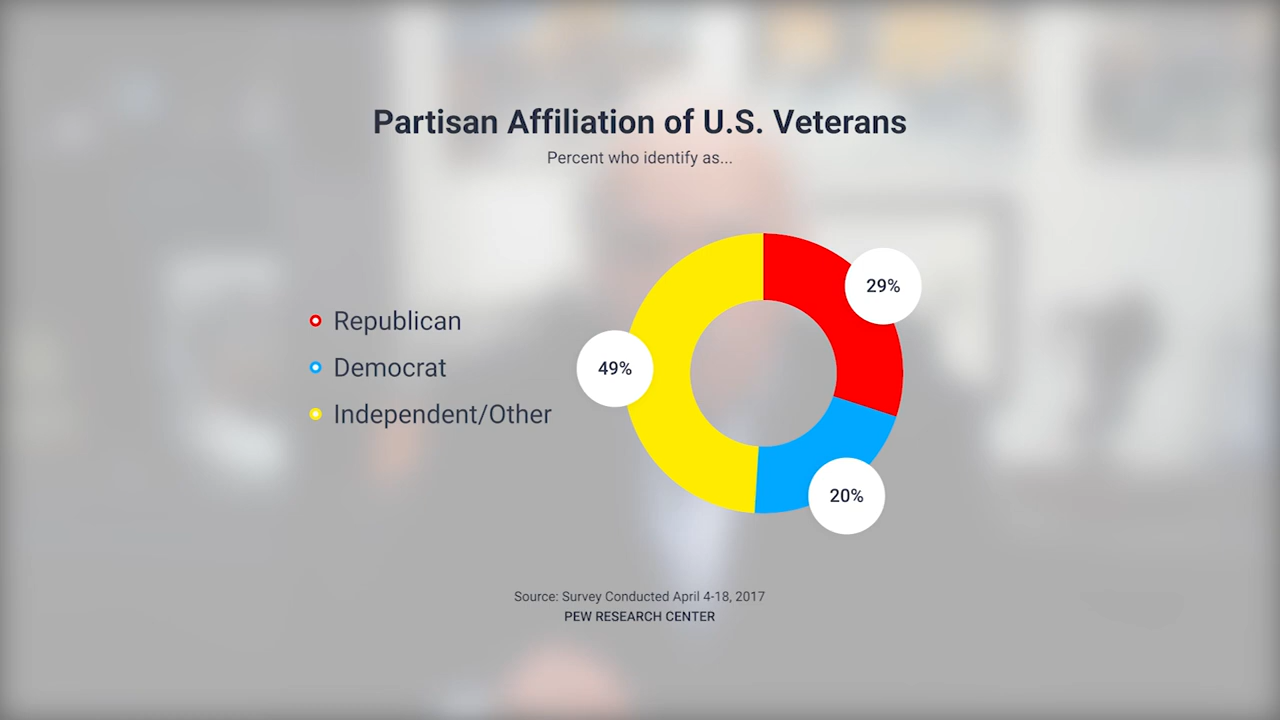 Partisan Affiliation of U.S. Veterans
Percent who identify as...
29%
Republican
49%
Democrat
Independent/Other
20%
Source: Survey Conducted April 4-18, 2017
PEW RESEARCH CENTER